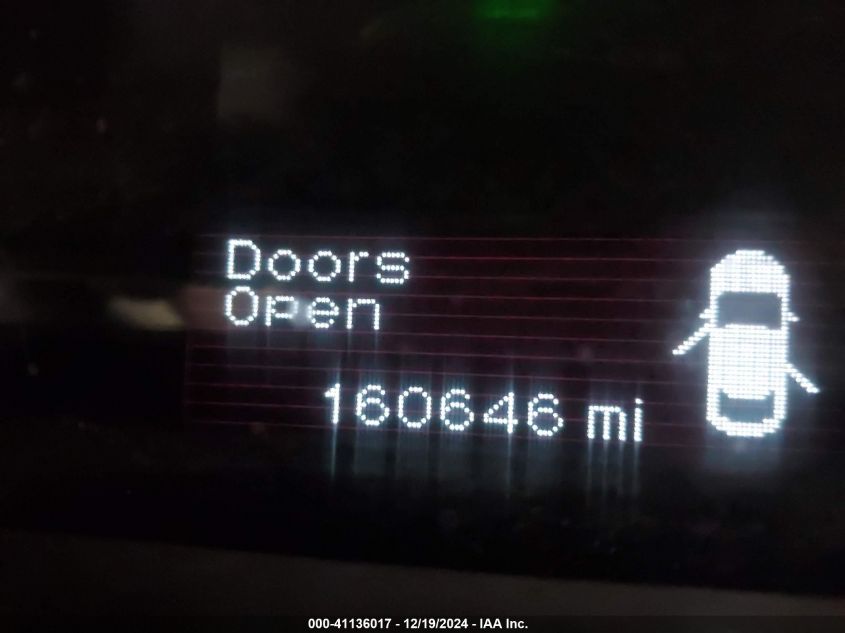 Doors
Open
160646 mi
000-41136017 - 12/19/2024 - IAA Inc.